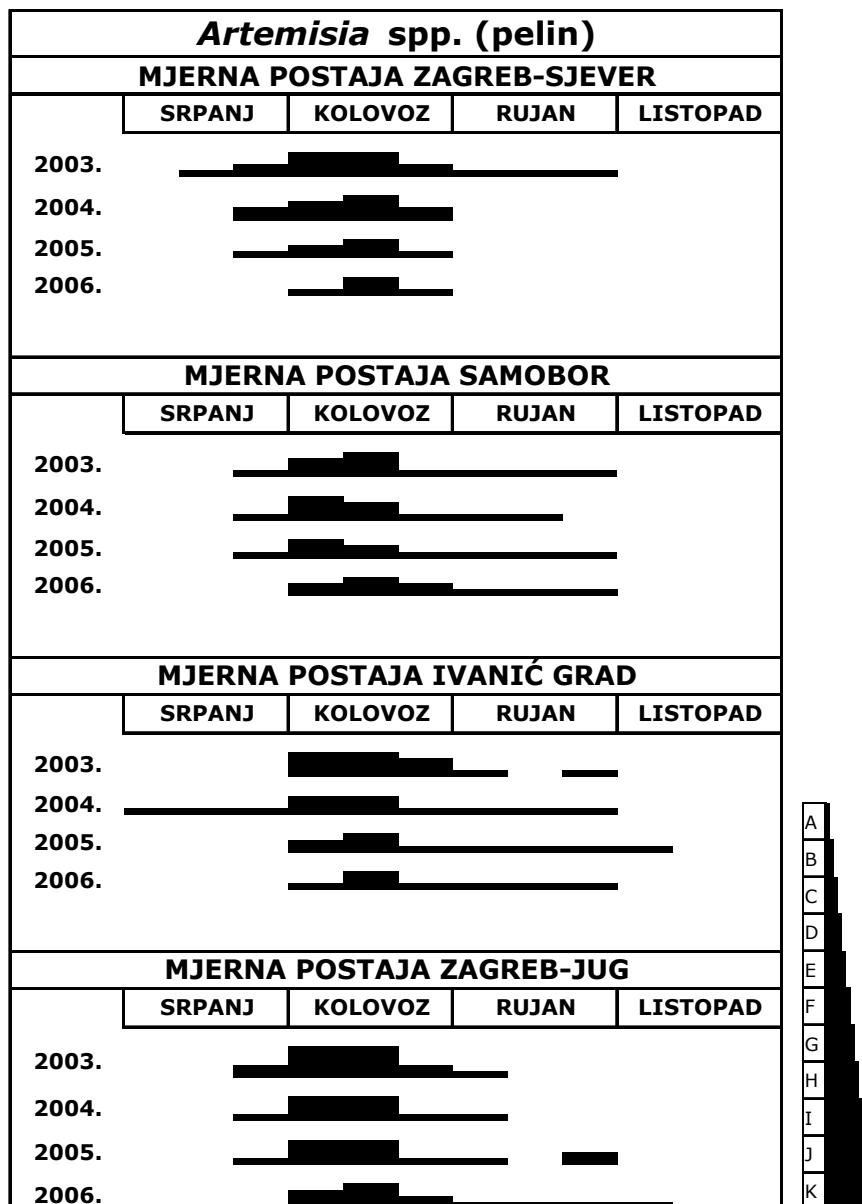 Artemisia spp. (pelin)
MJERNA POSTAJA ZAGREB-SJEVER
SRPANJ KOLOVOZ RUJAN LISTOPAD
2003.
2004.
2005.
2006.
MJERNA POSTAJA SAMOBOR
SRPANJ KOLOVOZ RUJAN LISTOPAD
2003.
2004.
2005.
2006.
MJERNA POSTAJA IVANIĆ GRAD
SRPANJ KOLOVOZ RUJAN LISTOPAD
2003.
2004.
2005.
2006.
MJERNA POSTAJA ZAGREB-JUG
SRPANJ KOLOVOZ RUJAN LISTOPAD
2003.
2004.
2005.
2006.
A
B
C
D
E
F
G
H
I
J
K